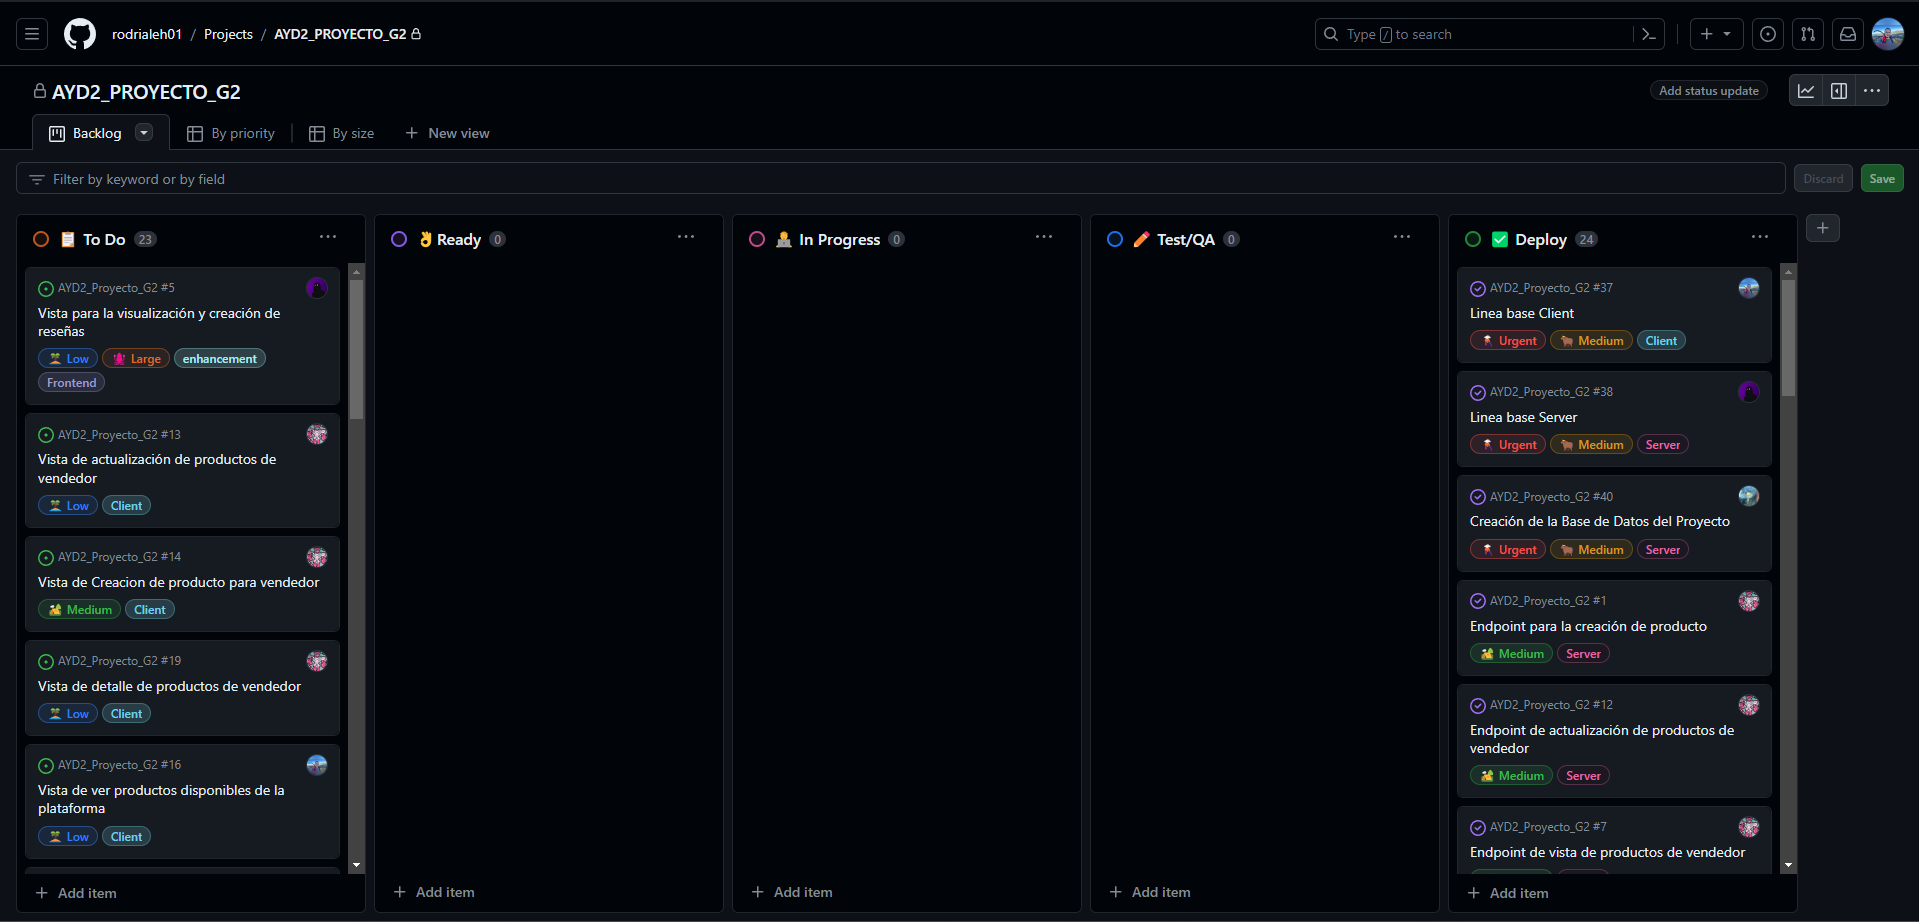 rodrialeh01 / Projects / AYD2_PROYECTO_G2
Type / to search
AYD2_PROYECTO_G2
Add status update
Backlog
By priority
By size
New view
Filter by keyword or by field
Discard
Save
To Do 23
AYD2_Proyecto_G2 #5
Vista para la visualización y creación de
reseñas
Low Large enhancement
Frontend
AYD2_Proyecto_G2 #13
Vista de actualización de productos de
vendedor
Low Client
AYD2_Proyecto_G2 #14
Vista de Creacion de producto para vendedor
Medium Client
AYD2_Proyecto_G2 #19
Vista de detalle de productos de vendedor
Low Client
AYD2_Proyecto_G2 #16
Vista de ver productos disponibles de la
plataforma
Low Client
Add item
Ready 0
Add item
In Progress 0
Add item
Test/QA 0
Add item
Deploy 24
AYD2_Proyecto_G2 #37
Linea base Client
Urgent Medium Client
AYD2_Proyecto_G2 #38
Linea base Server
Urgent Medium Server
AYD2_Proyecto_G2 #40
Creación de la Base de Datos del Proyecto
Urgent Medium Server
AYD2_Proyecto_G2 #1
Endpoint para la creación de producto
Medium Server
AYD2_Proyecto_G2 #12
Endpoint de actualización de productos de
vendedor
Medium Server
AYD2_Proyecto_G2 #7
Endpoint de vista de productos de vendedor
Add item